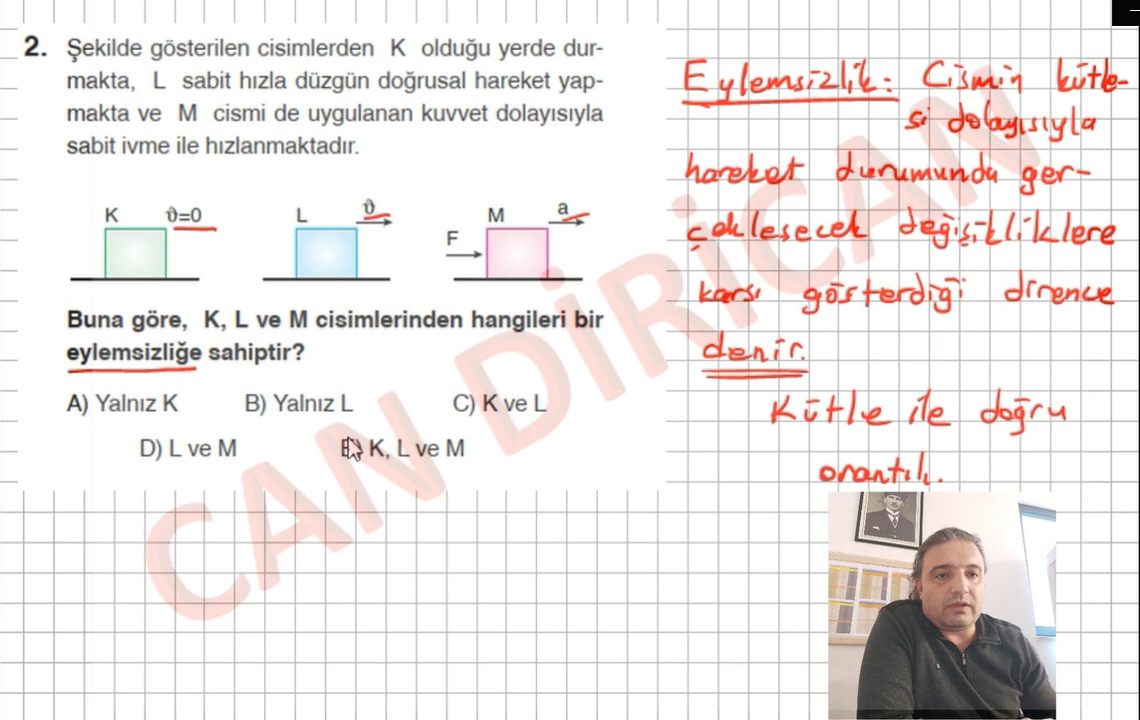 2. Şekilde gösterilen cisimlerden K olduğu yerde dur-
makta, L sabit hızla düzgün doğrusal hareket yap-
makta ve M cismi de uygulanan kuvvet dolayısıyla
sabit ivme ile hızlanmaktadır.
K ϑ=0
L ϑ
F M a
Buna göre, K, L ve M cisimlerinden hangileri bir
eylemsizliğe sahiptir?
A) Yalnız K B) Yalnız L C) K ve L
D) L ve M E) K, L ve M
Eylemsizlik: Cismin kütle-
si dolayısıyla
hareket durumunda ger-
çekleşecek değişikliklere
karşı gösterdiği dirence
denir.
Kütle ile doğru
orantılı.
CAN DİRİCAN